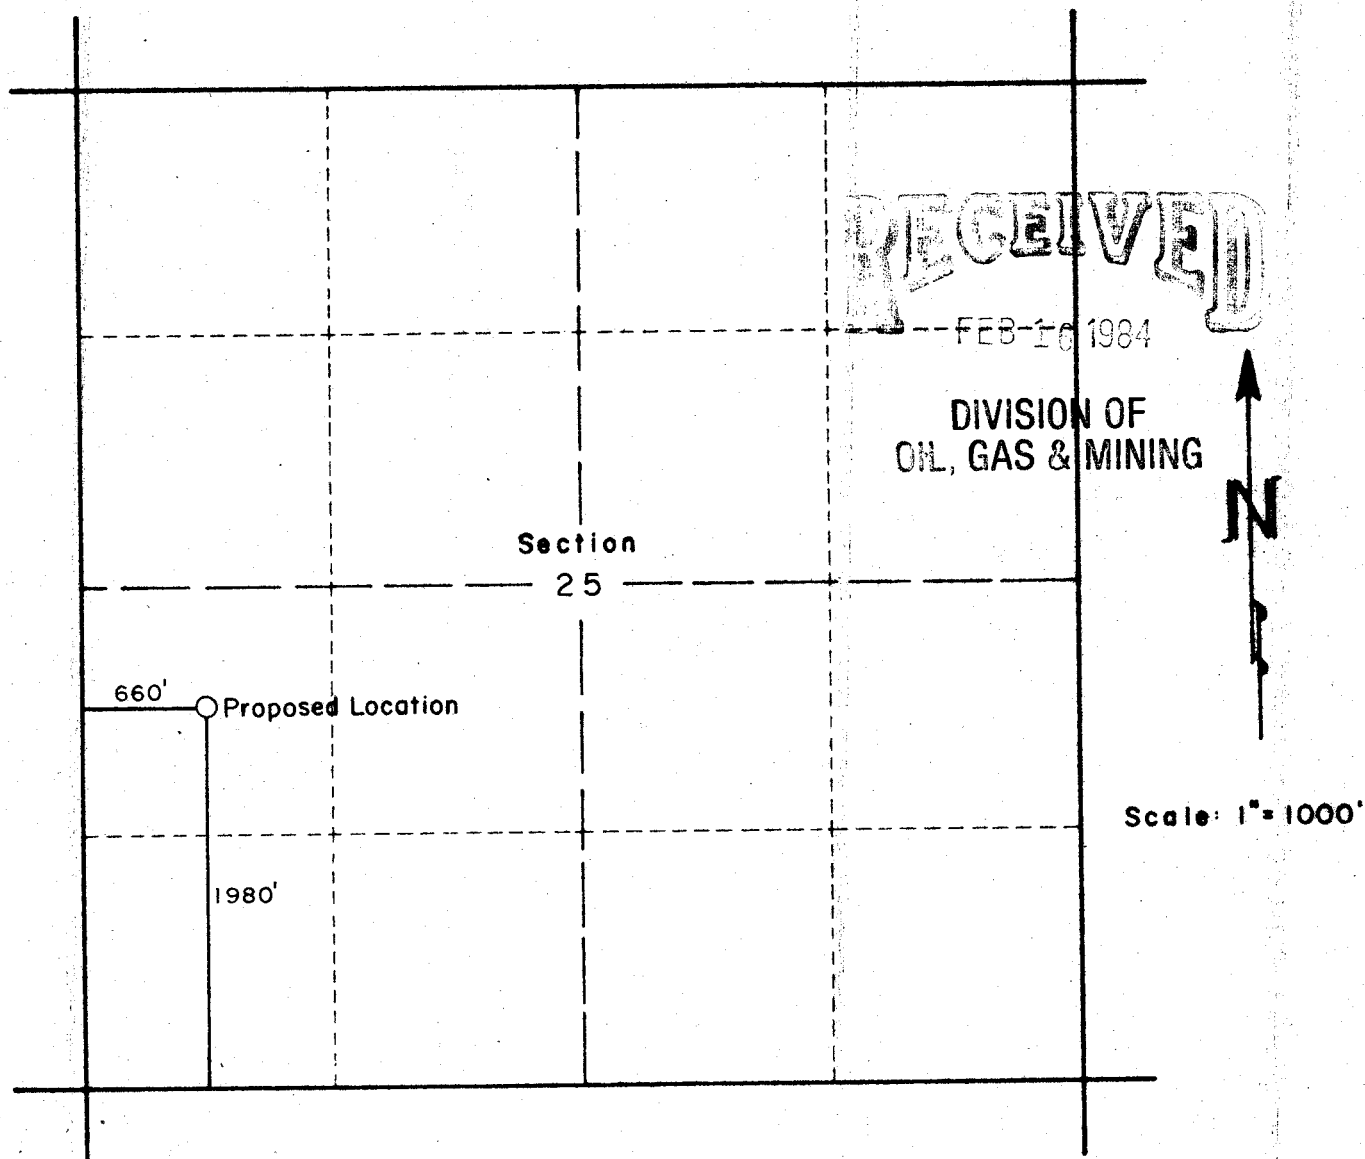 RECEIVED
FEB 16 1984
DIVISION OF
OIL, GAS & MINING
N
Section
25
660'
Proposed Location
Scale: 1"=1000'
1980'